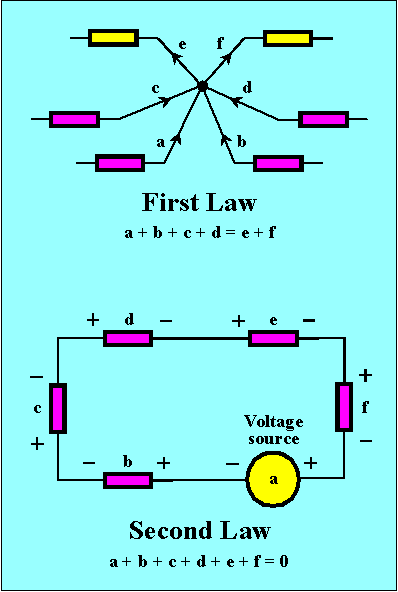 e f
c d
a b
First Law
a + b + c + d = e + f
+ d − + e −
− +
c f
+ −
Voltage
source
− b + − a +
Second Law
a + b + c + d + e + f = 0